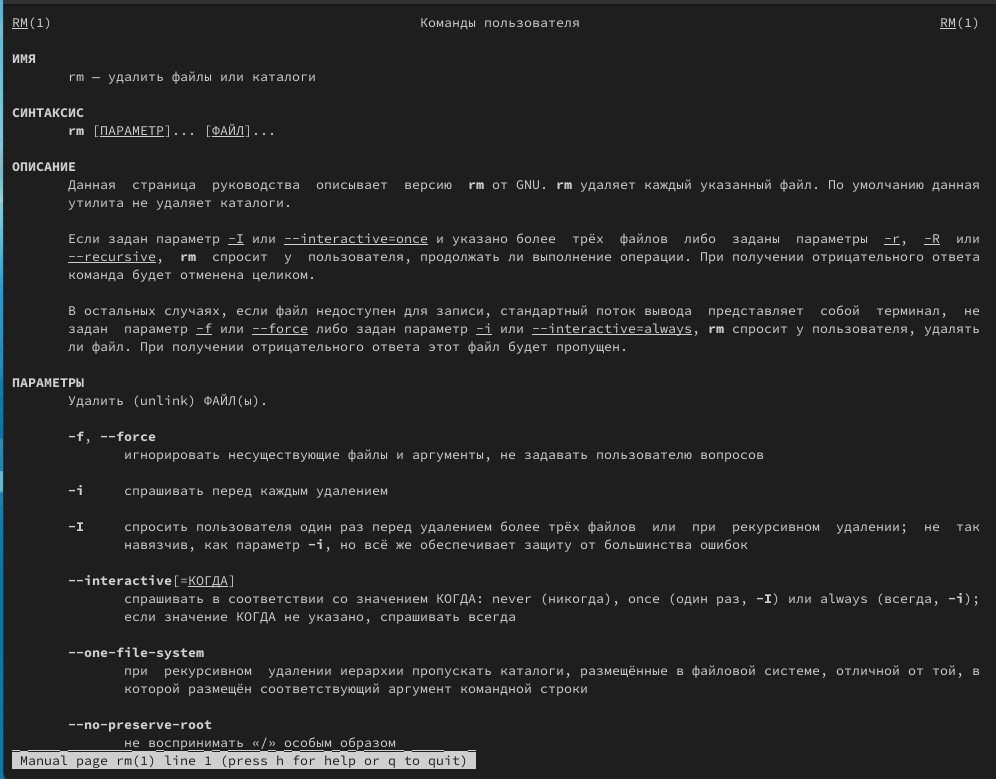 RM(1) Команды пользователя RM(1)
ИМЯ
rm — удалить файлы или каталоги
СИНТАКСИС
rm [ПАРАМЕТР]... [ФАЙЛ]...
ОПИСАНИЕ
Данная страница руководства описывает версию rm от GNU. rm удаляет каждый указанный файл. По умолчанию данная
утилита не удаляет каталоги.
Если задан параметр -I или --interactive=once и указано более трёх файлов либо заданы параметры -r, -R или
--recursive, rm спросит у пользователя, продолжать ли выполнение операции. При получении отрицательного ответа
команда будет отменена целиком.
В остальных случаях, если файл недоступен для записи, стандартный поток вывода представляет собой терминал, не
задан параметр -f или --force либо задан параметр -i или --interactive=always, rm спросит у пользователя, удалять
ли файл. При получении отрицательного ответа этот файл будет пропущен.
ПАРАМЕТРЫ
Удалить (unlink) ФАЙЛ(ы).
-f, --force
игнорировать несуществующие файлы и аргументы, не задавать пользователю вопросов
-i спрашивать перед каждым удалением
-I спросить пользователя один раз перед удалением более трёх файлов или при рекурсивном удалении; не так
навязчив, как параметр -i, но всё же обеспечивает защиту от большинства ошибок
--interactive[=КОГДА]
спрашивать в соответствии со значением КОГДА: never (никогда), once (один раз, -I) или always (всегда, -i);
если значение КОГДА не указано, спрашивать всегда
--one-file-system
при рекурсивном удалении иерархии пропускать каталоги, размещённые в файловой системе, отличной от той, в
которой размещён соответствующий аргумент командной строки
--no-preserve-root
не воспринимать «/» особым образом
Manual page rm(1) line 1 (press h for help or q to quit)